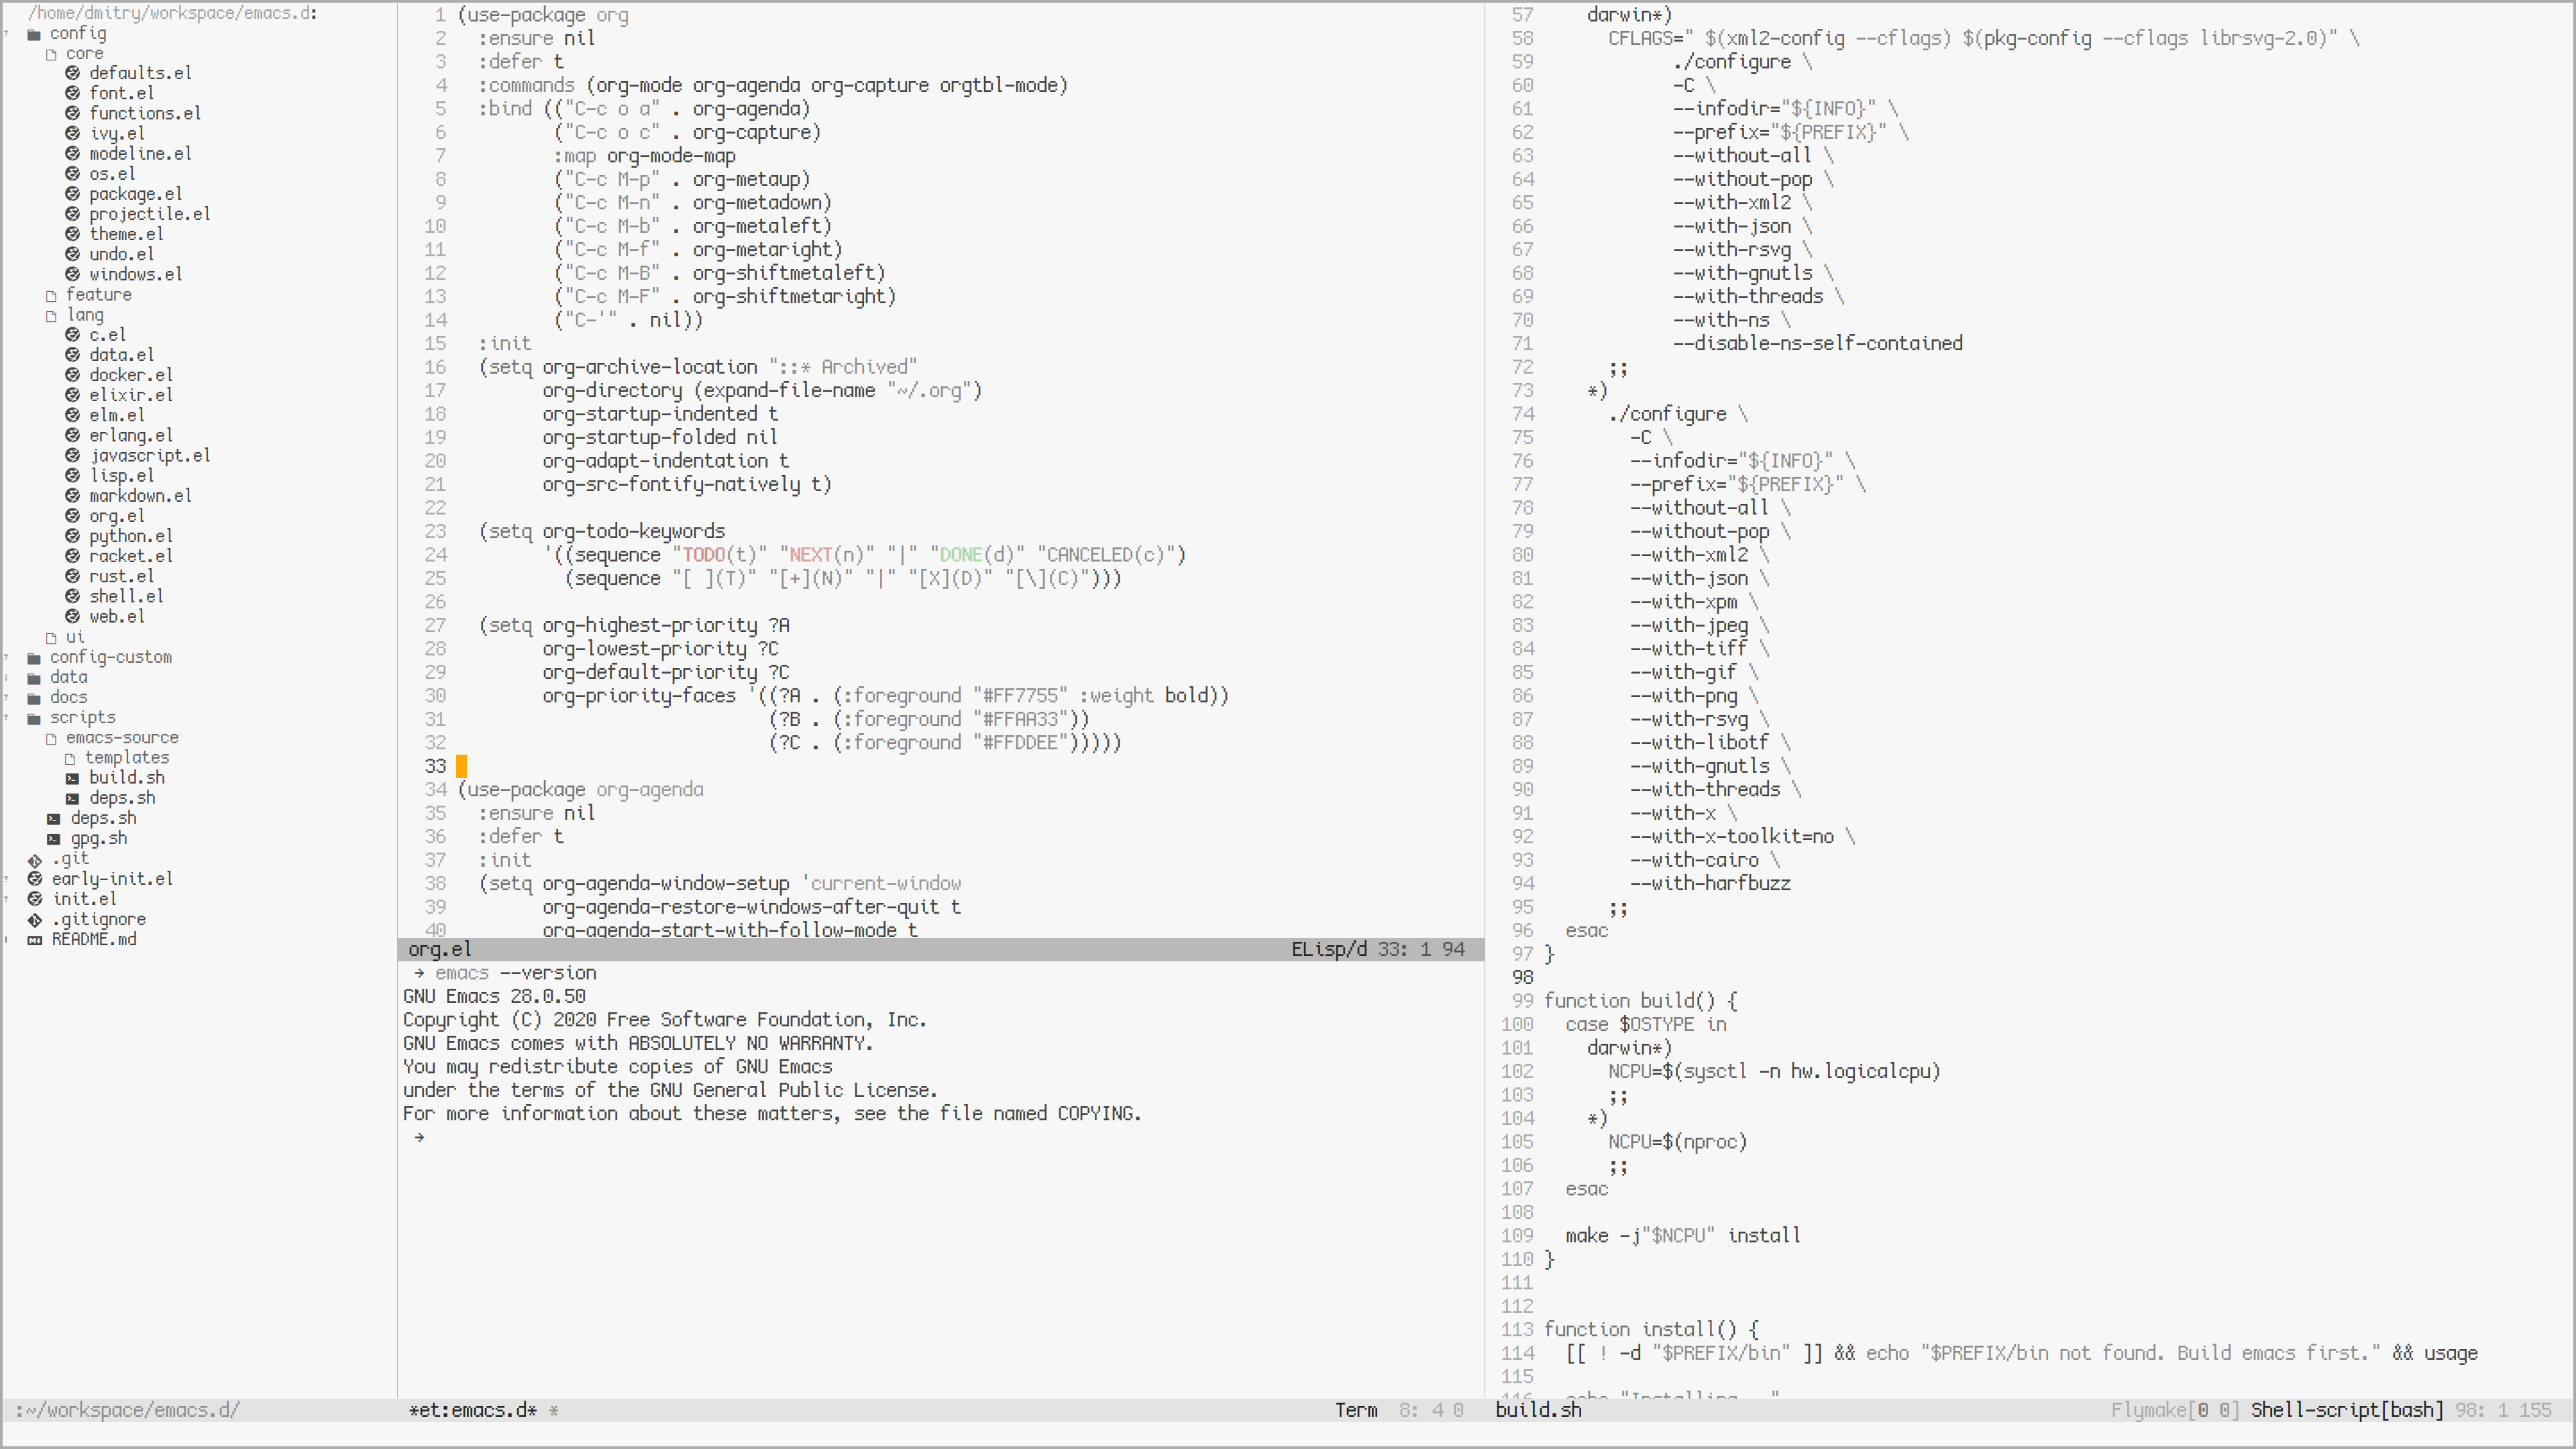 /home/dmitry/workspace/emacs.d:
config
core
defaults.el
font.el
functions.el
ivy.el
modeline.el
os.el
package.el
projectile.el
theme.el
undo.el
windows.el
feature
lang
c.el
data.el
docker.el
elixir.el
elm.el
erlang.el
javascript.el
lisp.el
markdown.el
org.el
python.el
racket.el
rust.el
shell.el
web.el
ui
config-custom
data
docs
scripts
emacs-source
templates
build.sh
deps.sh
deps.sh
gpg.sh
.git
early-init.el
init.el
.gitignore
README.md
:~/workspace/emacs.d/
1 (use-package org
2   :ensure nil
3   :defer t
4   :commands (org-mode org-agenda org-capture orgtbl-mode)
5   :bind (("C-c o a" . org-agenda)
6          ("C-c o c" . org-capture)
7          :map org-mode-map
8          ("C-c M-p" . org-metaup)
9          ("C-c M-n" . org-metadown)
10          ("C-c M-b" . org-metaleft)
11          ("C-c M-f" . org-metaright)
12          ("C-c M-B" . org-shiftmetaleft)
13          ("C-c M-F" . org-shiftmetaright)
14          ("C-'" . nil))
15   :init
16   (setq org-archive-location "::* Archived"
17         org-directory (expand-file-name "~/.org")
18         org-startup-indented t
19         org-startup-folded nil
20         org-adapt-indentation t
21         org-src-fontify-natively t)
22
23   (setq org-todo-keywords
24         '((sequence "TODO(t)" "NEXT(n)" "|" "DONE(d)" "CANCELED(c)")
25           (sequence "[ ](T)" "[+](N)" "|" "[X](D)" "[\](C)")))
26
27   (setq org-highest-priority ?A
28         org-lowest-priority ?C
29         org-default-priority ?C
30         org-priority-faces '((?A . (:foreground "#FF7755" :weight bold))
31                              (?B . (:foreground "#FFAA33"))
32                              (?C . (:foreground "#FFDDEE")))))
33
34 (use-package org-agenda
35   :ensure nil
36   :defer t
37   :init
38   (setq org-agenda-window-setup 'current-window
39         org-agenda-restore-windows-after-quit t
40         org-agenda-start-with-follow-mode t
org.el ELisp/d 33: 1 94
→ emacs --version
GNU Emacs 28.0.50
Copyright (C) 2020 Free Software Foundation, Inc.
GNU Emacs comes with ABSOLUTELY NO WARRANTY.
You may redistribute copies of GNU Emacs
under the terms of the GNU General Public License.
For more information about these matters, see the file named COPYING.
→
*et:emacs.d* * Term 8: 4 0
57     darwin*)
58       CFLAGS=" $(xml2-config --cflags) $(pkg-config --cflags librsvg-2.0)" \
59             ./configure \
60             -C \
61             --infodir="${INFO}" \
62             --prefix="${PREFIX}" \
63             --without-all \
64             --without-pop \
65             --with-xml2 \
66             --with-json \
67             --with-rsvg \
68             --with-gnutls \
69             --with-threads \
70             --with-ns \
71             --disable-ns-self-contained
72       ;;
73     *)
74       ./configure \
75         -C \
76         --infodir="${INFO}" \
77         --prefix="${PREFIX}" \
78         --without-all \
79         --without-pop \
80         --with-xml2 \
81         --with-json \
82         --with-xpm \
83         --with-jpeg \
84         --with-tiff \
85         --with-gif \
86         --with-png \
87         --with-rsvg \
88         --with-libotf \
89         --with-gnutls \
90         --with-threads \
91         --with-x \
92         --with-x-toolkit=no \
93         --with-cairo \
94         --with-harfbuzz
95       ;;
96   esac
97 }
98
99 function build() {
100   case $OSTYPE in
101     darwin*)
102       NCPU=$(sysctl -n hw.logicalcpu)
103       ;;
104     *)
105       NCPU=$(nproc)
106       ;;
107   esac
108
109   make -j"$NCPU" install
110 }
111
112
113 function install() {
114   [[ ! -d "$PREFIX/bin" ]] && echo "$PREFIX/bin not found. Build emacs first." && usage
115
116   echo "Installing..."
build.sh Flymake[0 0] Shell-script[bash] 98: 1 155